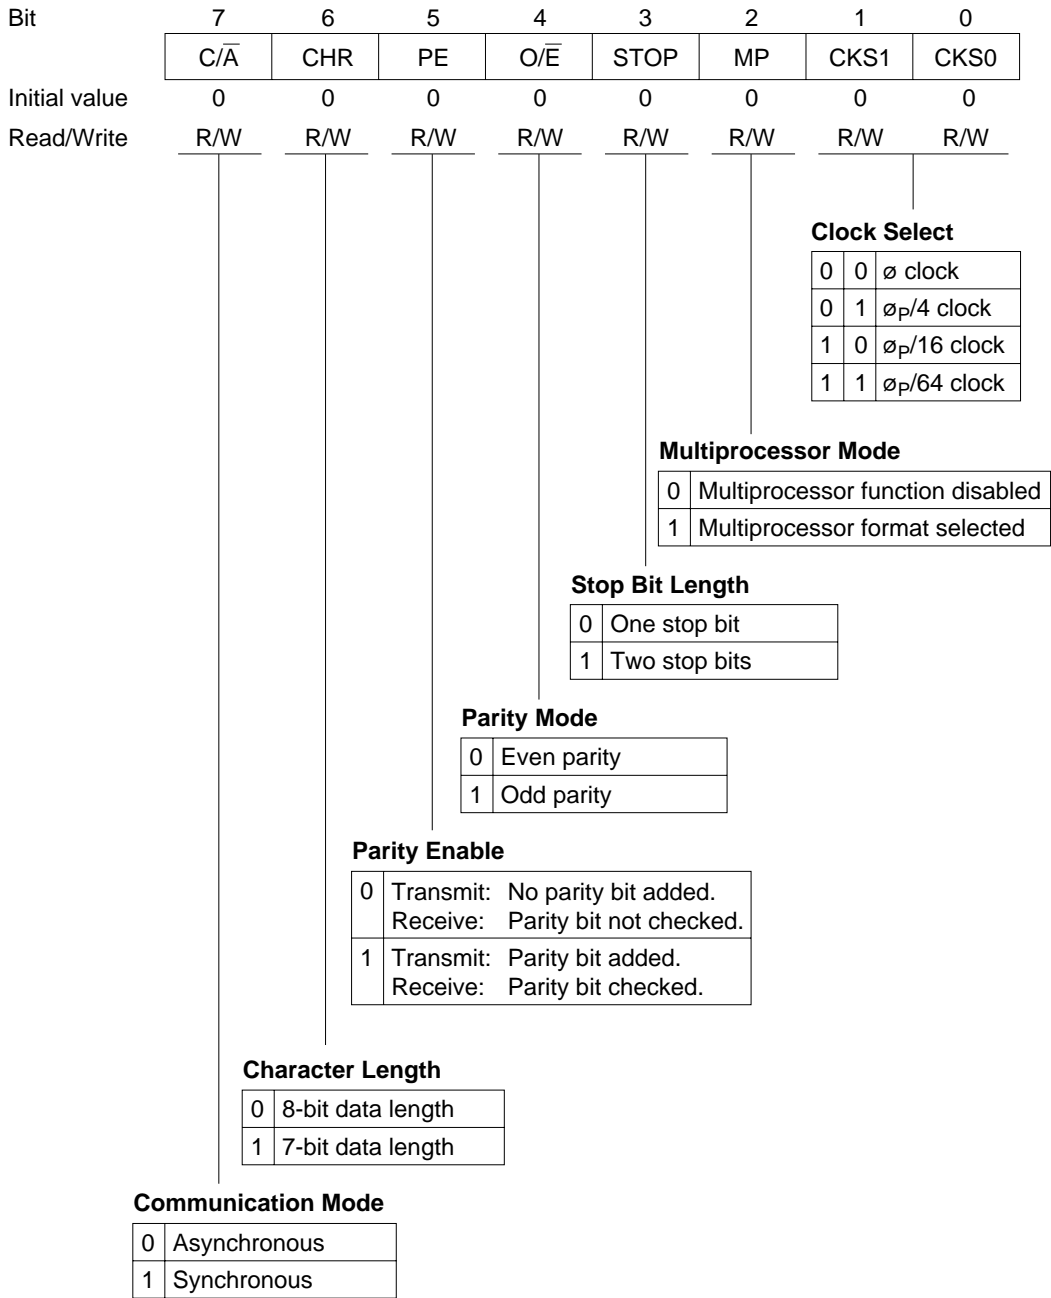 Bit 7 6 5 4 3 2 1 0
C/A̅ CHR PE O/E̅ STOP MP CKS1 CKS0
Initial value 0 0 0 0 0 0 0 0
Read/Write R/W R/W R/W R/W R/W R/W R/W R/W
Clock Select
0 0 ø clock
0 1 øP/4 clock
1 0 øP/16 clock
1 1 øP/64 clock
Multiprocessor Mode
0 Multiprocessor function disabled
1 Multiprocessor format selected
Stop Bit Length
0 One stop bit
1 Two stop bits
Parity Mode
0 Even parity
1 Odd parity
Parity Enable
0 Transmit: No parity bit added.
Receive: Parity bit not checked.
1 Transmit: Parity bit added.
Receive: Parity bit checked.
Character Length
0 8-bit data length
1 7-bit data length
Communication Mode
0 Asynchronous
1 Synchronous